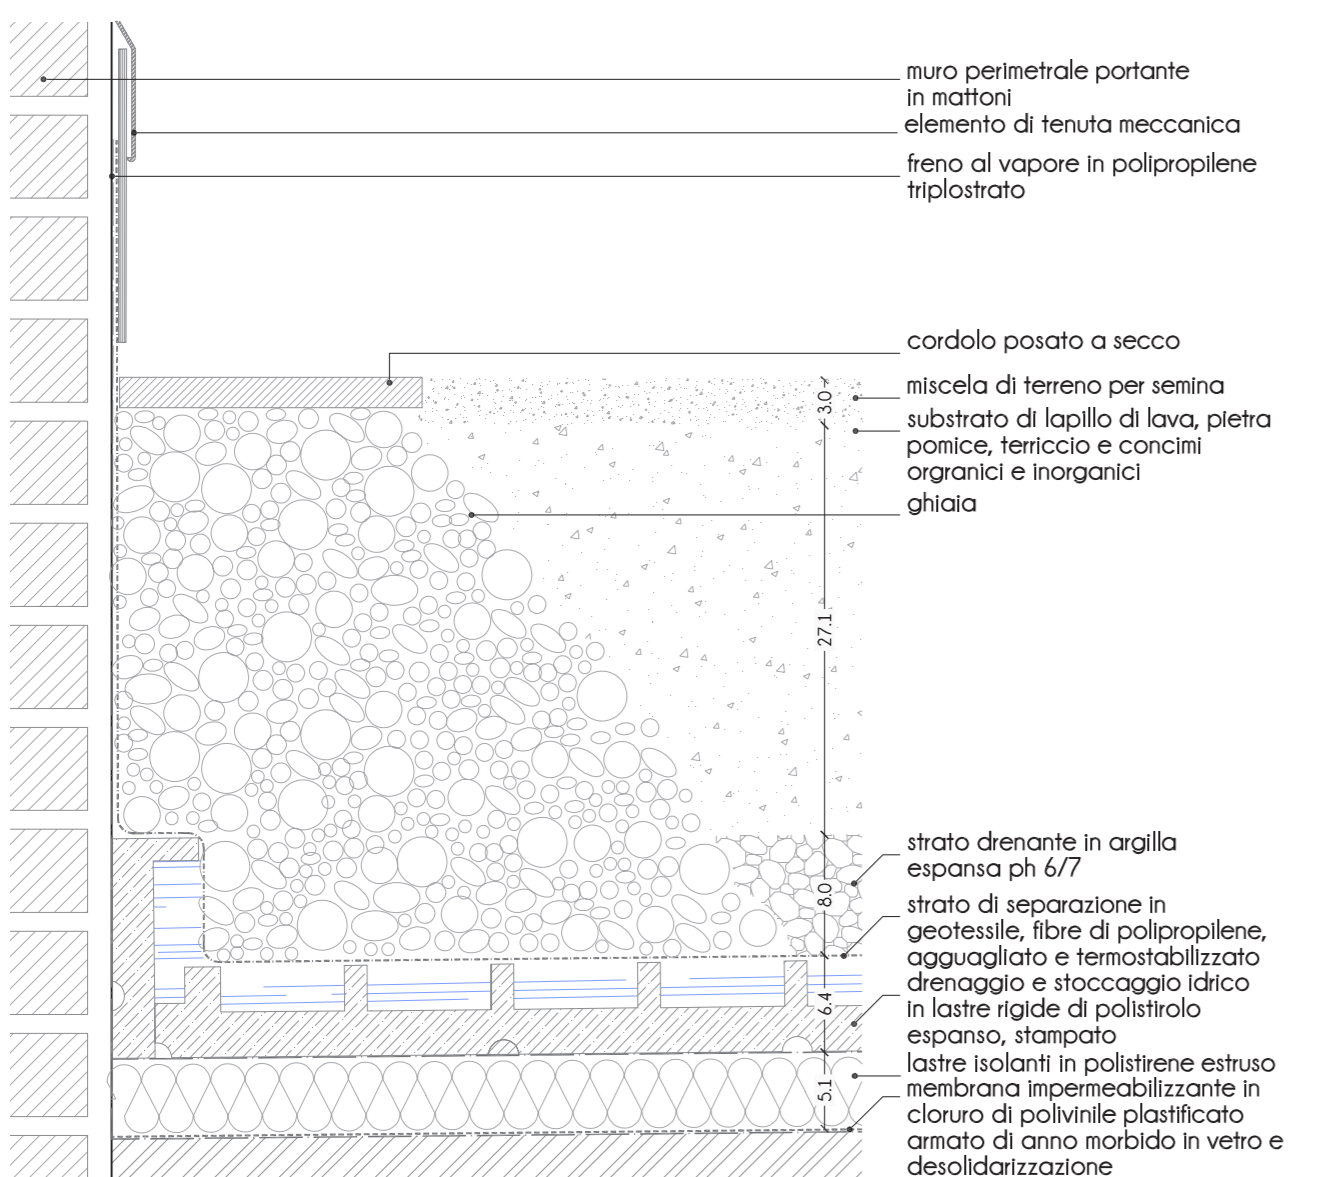 muro perimetrale portante
in mattoni
elemento di tenuta meccanica
freno al vapore in polipropilene
triplostrato
cordolo posato a secco
miscela di terreno per semina
substrato di lapillo di lava, pietra
pomice, terriccio e concimi
orgranici e inorganici
ghiaia
strato drenante in argilla
espansa ph 6/7
strato di separazione in
geotessile, fibre di polipropilene,
agguagliato e termostabilizzato
drenaggio e stoccaggio idrico
in lastre rigide di polistirolo
espanso, stampato
lastre isolanti in polistirene estruso
membrana impermeabilizzante in
cloruro di polivinile plastificato
armato di anno morbido in vetro e
desolidarizzazione
3.0
27.1
8.0
6.4
5.1